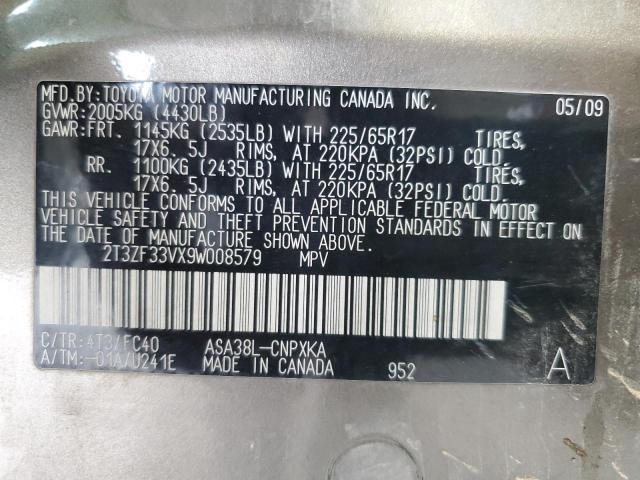 MFD.BY:TOYOTA MOTOR MANUFACTURING CANADA INC. 05/09
GVWR:2005KG (4430LB)
GAWR:FRT. 1145KG (2535LB) WITH 225/65R17 TIRES,
17X6. 5J RIMS, AT 220KPA (32PSI) COLD.
RR. 1100KG (2435LB) WITH 225/65R17 TIRES,
17X6. 5J RIMS, AT 220KPA (32PSI) COLD.
THIS VEHICLE CONFORMS TO ALL APPLICABLE FEDERAL MOTOR
VEHICLE SAFETY AND THEFT PREVENTION STANDARDS IN EFFECT ON
THE DATE OF MANUFACTURE SHOWN ABOVE.
2T3ZF33VX9W008579 MPV
C/TR:4T3/FC40 ASA38L-CNPXKA
A/TM:-01A/U241E MADE IN CANADA 952 A